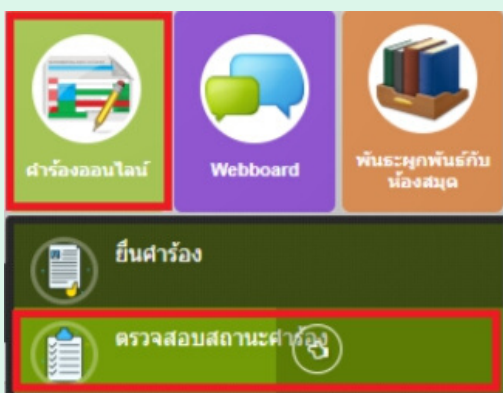 คำร้องออนไลน์
Webboard
พันธะผูกพันธ์กับ
ห้องสมุด
ยื่นคำร้อง
ตรวจสอบสถานะคำร้อง